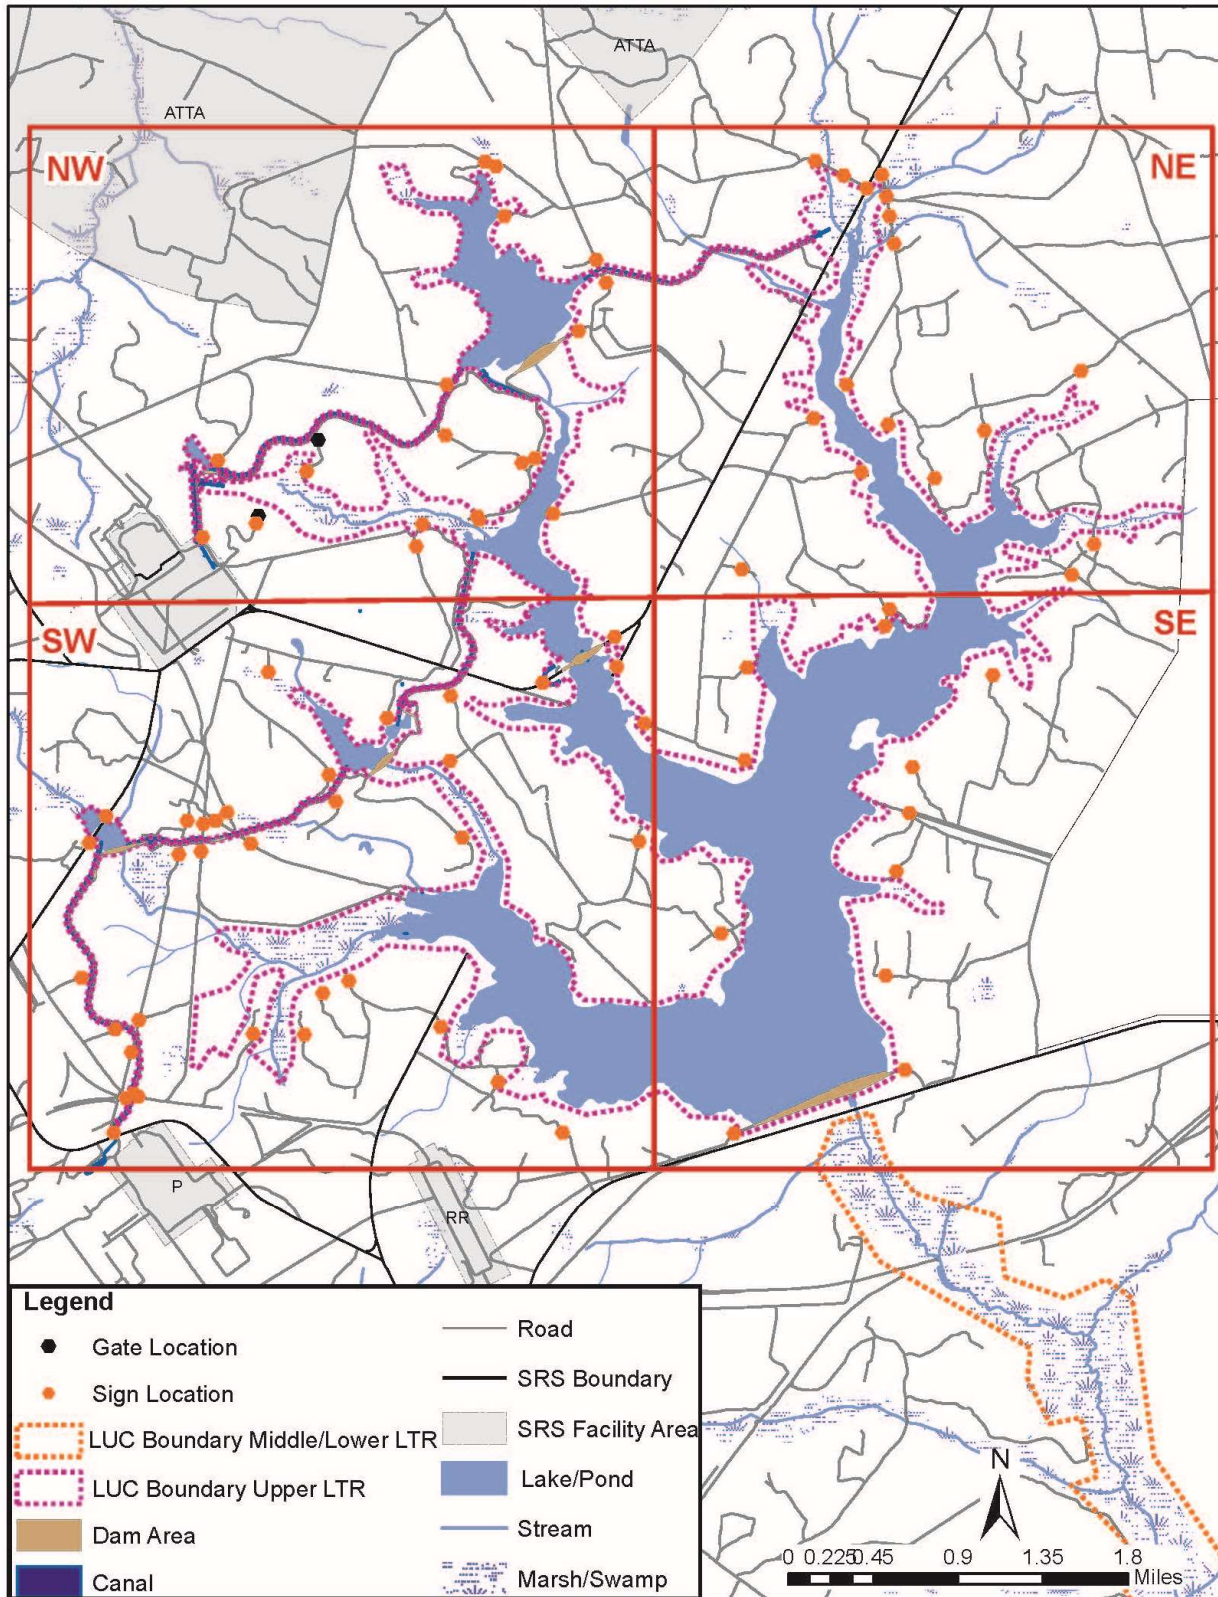 ATTA
ATTA
NW
NE
SW
SE
P
RR
Legend
Gate Location
Sign Location
LUC Boundary Middle/Lower LTR
LUC Boundary Upper LTR
Dam Area
Canal
Road
SRS Boundary
SRS Facility Area
Lake/Pond
Stream
Marsh/Swamp
N
0 0.225 0.45 0.9 1.35 1.8
Miles